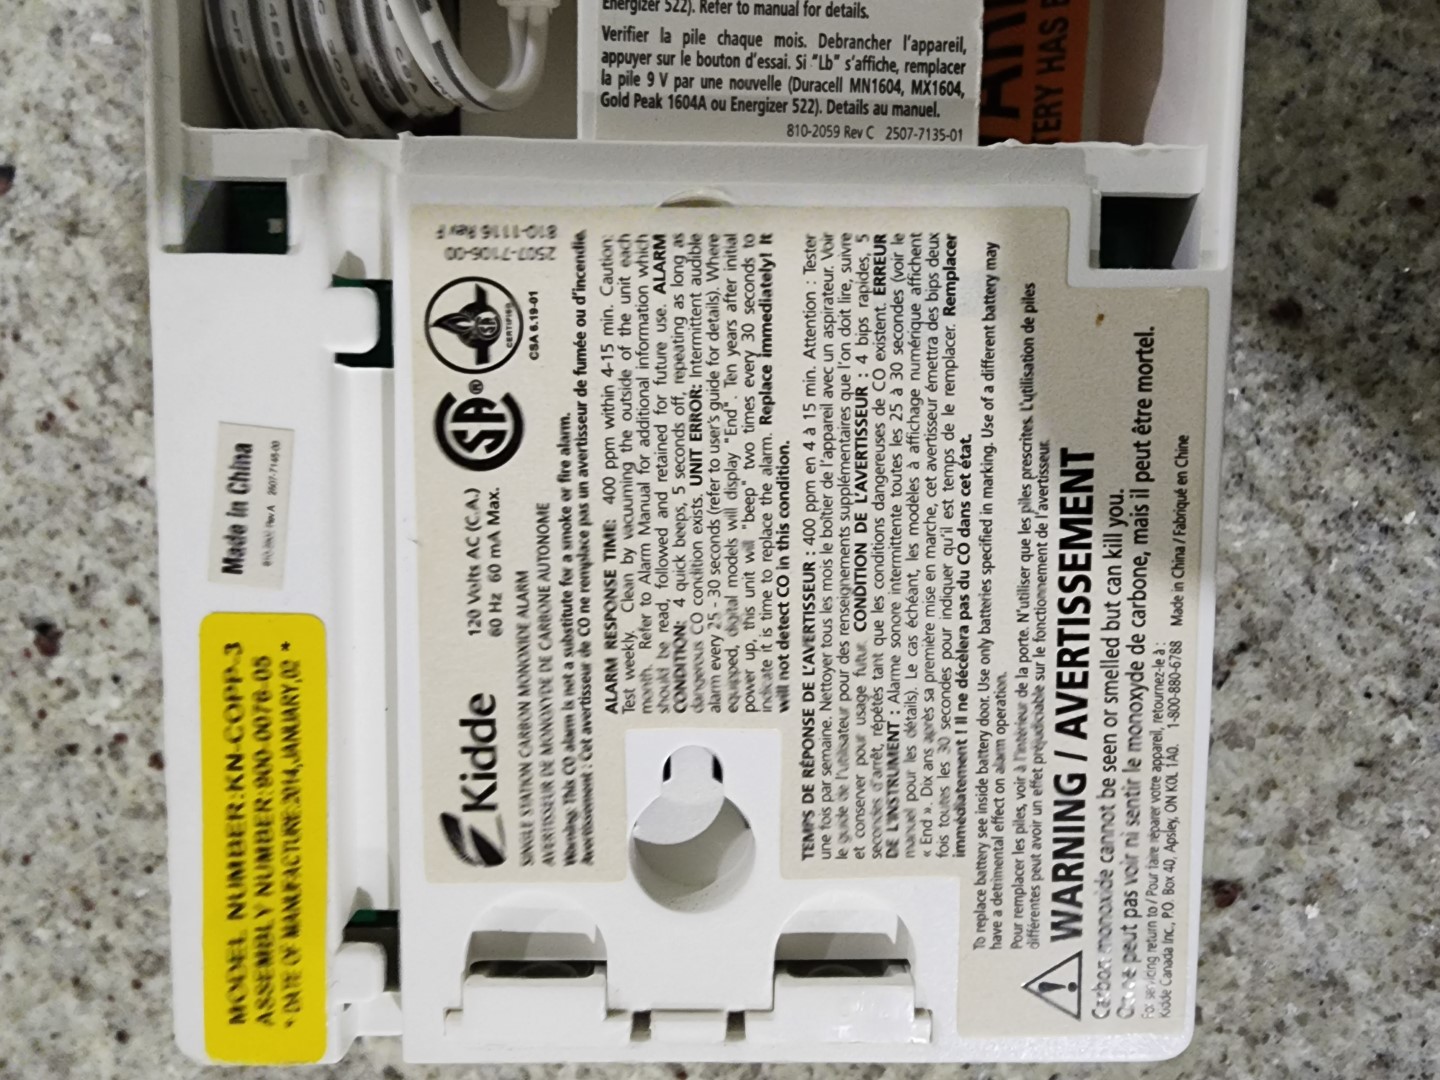 MODEL NUMBER:KN-COPP-3
ASSEMBLY NUMBER:900-0076-05
* DATE OF MANUFACTURE:2014,JANUARY,02 *
Made in China
Rev A 2507-7148-00
Kidde
120 Volts AC (C.A.)
60 Hz 60 mA Max.
SA®
SA
CERTIFIED
CSA 6.19-01
2507-7106-00
810-1116 Rev F
SINGLE STATION CARBON MONOXIDE ALARM
AVERTISSEUR DE MONOXYDE DE CARBONE AUTONOME
Warning: This CO alarm is not a substitute for a smoke or fire alarm.
Avertissement : Cet avertisseur de CO ne remplace pas un avertisseur de fumée ou d'incendie.
ALARM RESPONSE TIME: 400 ppm within 4-15 min. Caution:
Test weekly. Clean by vacuuming the outside of the unit each
month. Refer to Alarm Manual for additional information which
should be read, followed and retained for future use. ALARM
CONDITION: 4 quick beeps, 5 seconds off, repeating as long as
dangerous CO condition exists. UNIT ERROR: Intermittent audible
alarm every 25 - 30 seconds (refer to user's guide for details). Where
equipped, digital models will display "End". Ten years after initial
power up, this unit will "beep" two times every 30 seconds to
indicate it is time to replace the alarm. Replace immediately! It
will not detect CO in this condition.
TEMPS DE RÉPONSE DE L'AVERTISSEUR : 400 ppm en 4 à 15 min. Attention : Tester
une fois par semaine. Nettoyer tous les mois le boîtier de l'appareil avec un aspirateur. Voir
le guide de l'utilisateur pour des renseignements supplémentaires que l'on doit lire, suivre
et conserver pour usage futur. CONDITION DE L'AVERTISSEUR : 4 bips rapides, 5
secondes d'arrêt, répétés tant que les conditions dangereuses de CO existent. ERREUR
DE L'INSTRUMENT : Alarme sonore intermittente toutes les 25 à 30 secondes (voir le
manuel pour les détails). Le cas échéant, les modèles à affichage numérique affichent
« End ». Dix ans après sa première mise en marche, cet avertisseur émettra des bips deux
fois toutes les 30 secondes pour indiquer qu'il est temps de le remplacer. Remplacer
immédiatement ! Il ne décèlera pas du CO dans cet état.
To replace battery see inside battery door. Use only batteries specified in marking. Use of a different battery may
have a detrimental effect on alarm operation.
Pour remplacer les piles, voir à l'intérieur de la porte. N'utiliser que les piles prescrites. L'utilisation de piles
différentes peut avoir un effet préjudiciable sur le fonctionnement de l'avertisseur.
WARNING / AVERTISSEMENT
Carbon monoxide cannot be seen or smelled but can kill you.
On ne peut pas voir ni sentir le monoxyde de carbone, mais il peut être mortel.
For servicing return to / Pour faire réparer votre appareil, retournez-le à :
Kidde Canada Inc., P.O. Box 40, Apsley, ON K0L 1A0. 1-800-880-6788 Made in China / Fabriqué en Chine
Energizer 522). Refer to manual for details.
Verifier la pile chaque mois. Debrancher l'appareil,
appuyer sur le bouton d'essai. Si "Lb" s'affiche, remplacer
la pile 9 V par une nouvelle (Duracell MN1604, MX1604,
Gold Peak 1604A ou Energizer 522). Details au manuel.
810-2059 Rev C 2507-7135-01
TERY HAS